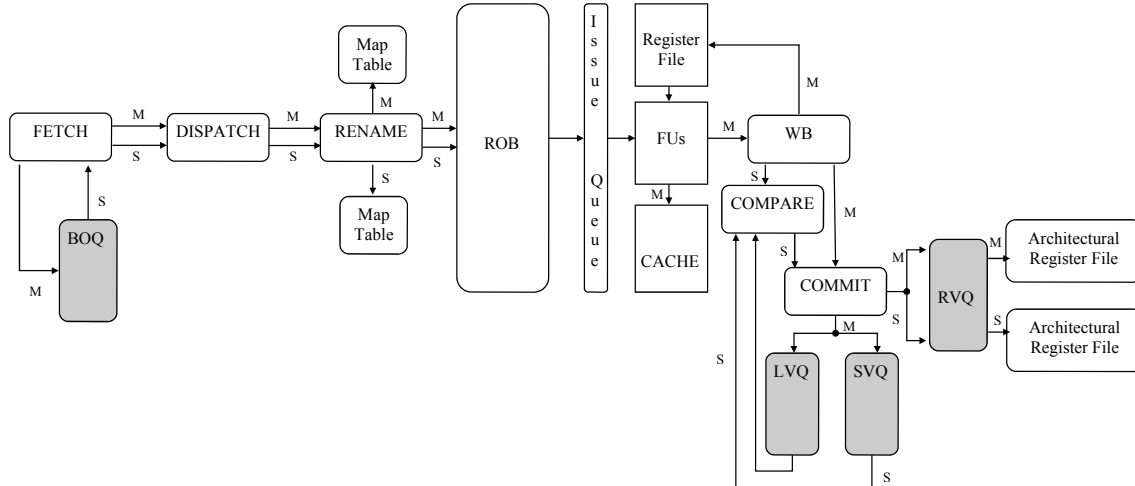 Map
Table
M
FETCH
M
S
DISPATCH
M
S
RENAME
M
S
S
Map
Table
S
BOQ
M
ROB
I
s
s
u
e
Q
u
e
u
e
Register
File
FUs
M
CACHE
M
M
WB
S
COMPARE
M
S
COMMIT
M
M
S
RVQ
M
Architectural
Register File
S
Architectural
Register File
LVQ
SVQ
S
S